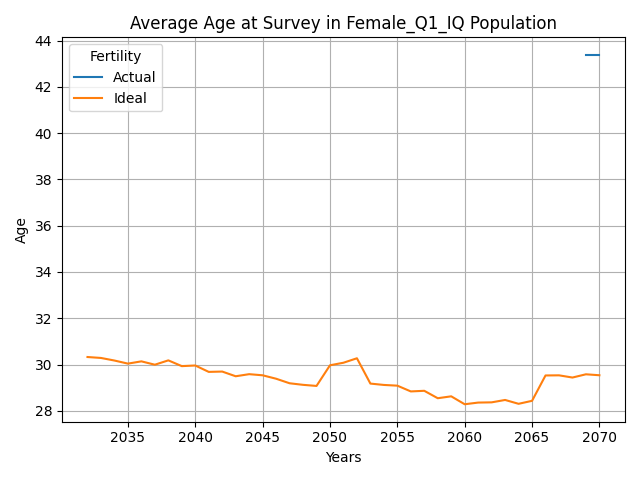 Average Age at Survey in Female_Q1_IQ Population
44
42
40
38
36
34
32
30
28
Age
Fertility
Actual
Ideal
2035 2040 2045 2050 2055 2060 2065 2070
Years